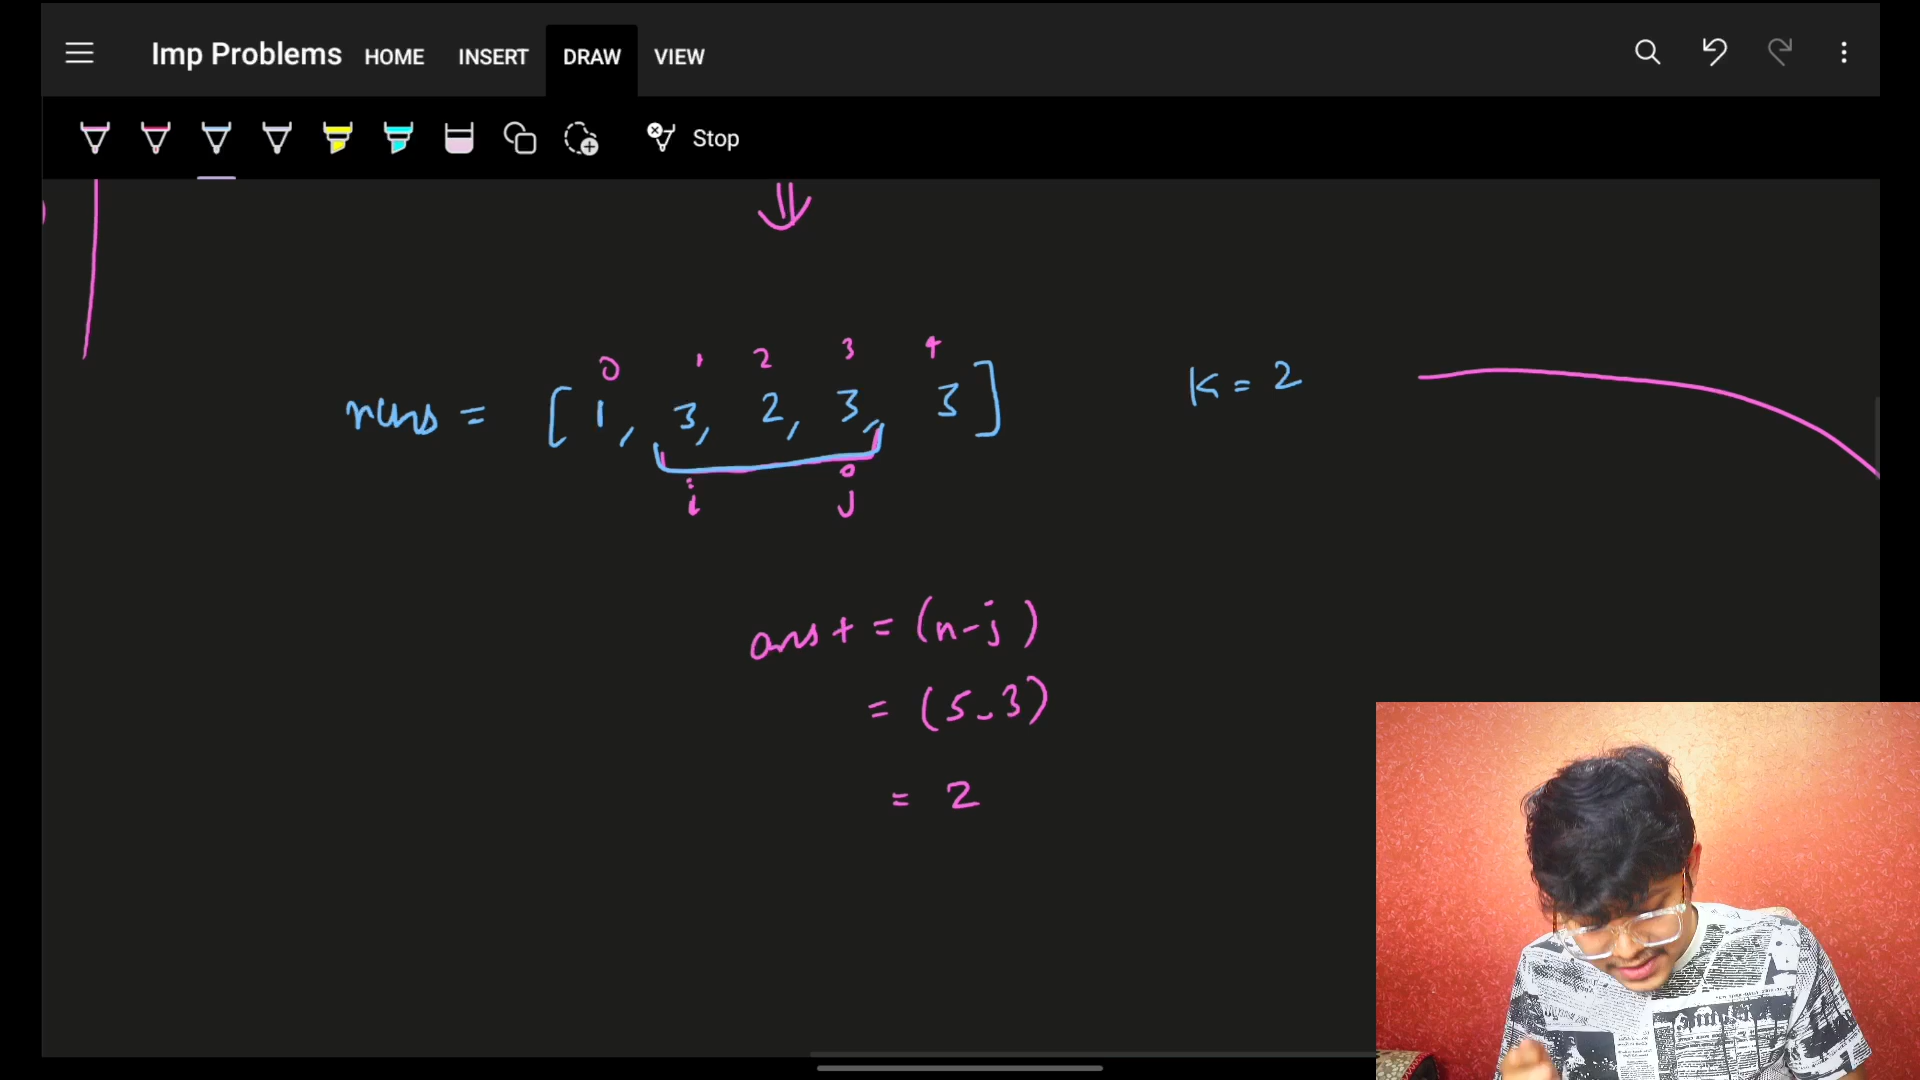 Imp Problems HOME INSERT DRAW VIEW
Stop
0 1 2 3 4
nums = [ 1, 3, 2, 3, 3 ] K = 2
i j
ans + = (n-j)
= (5-3)
= 2